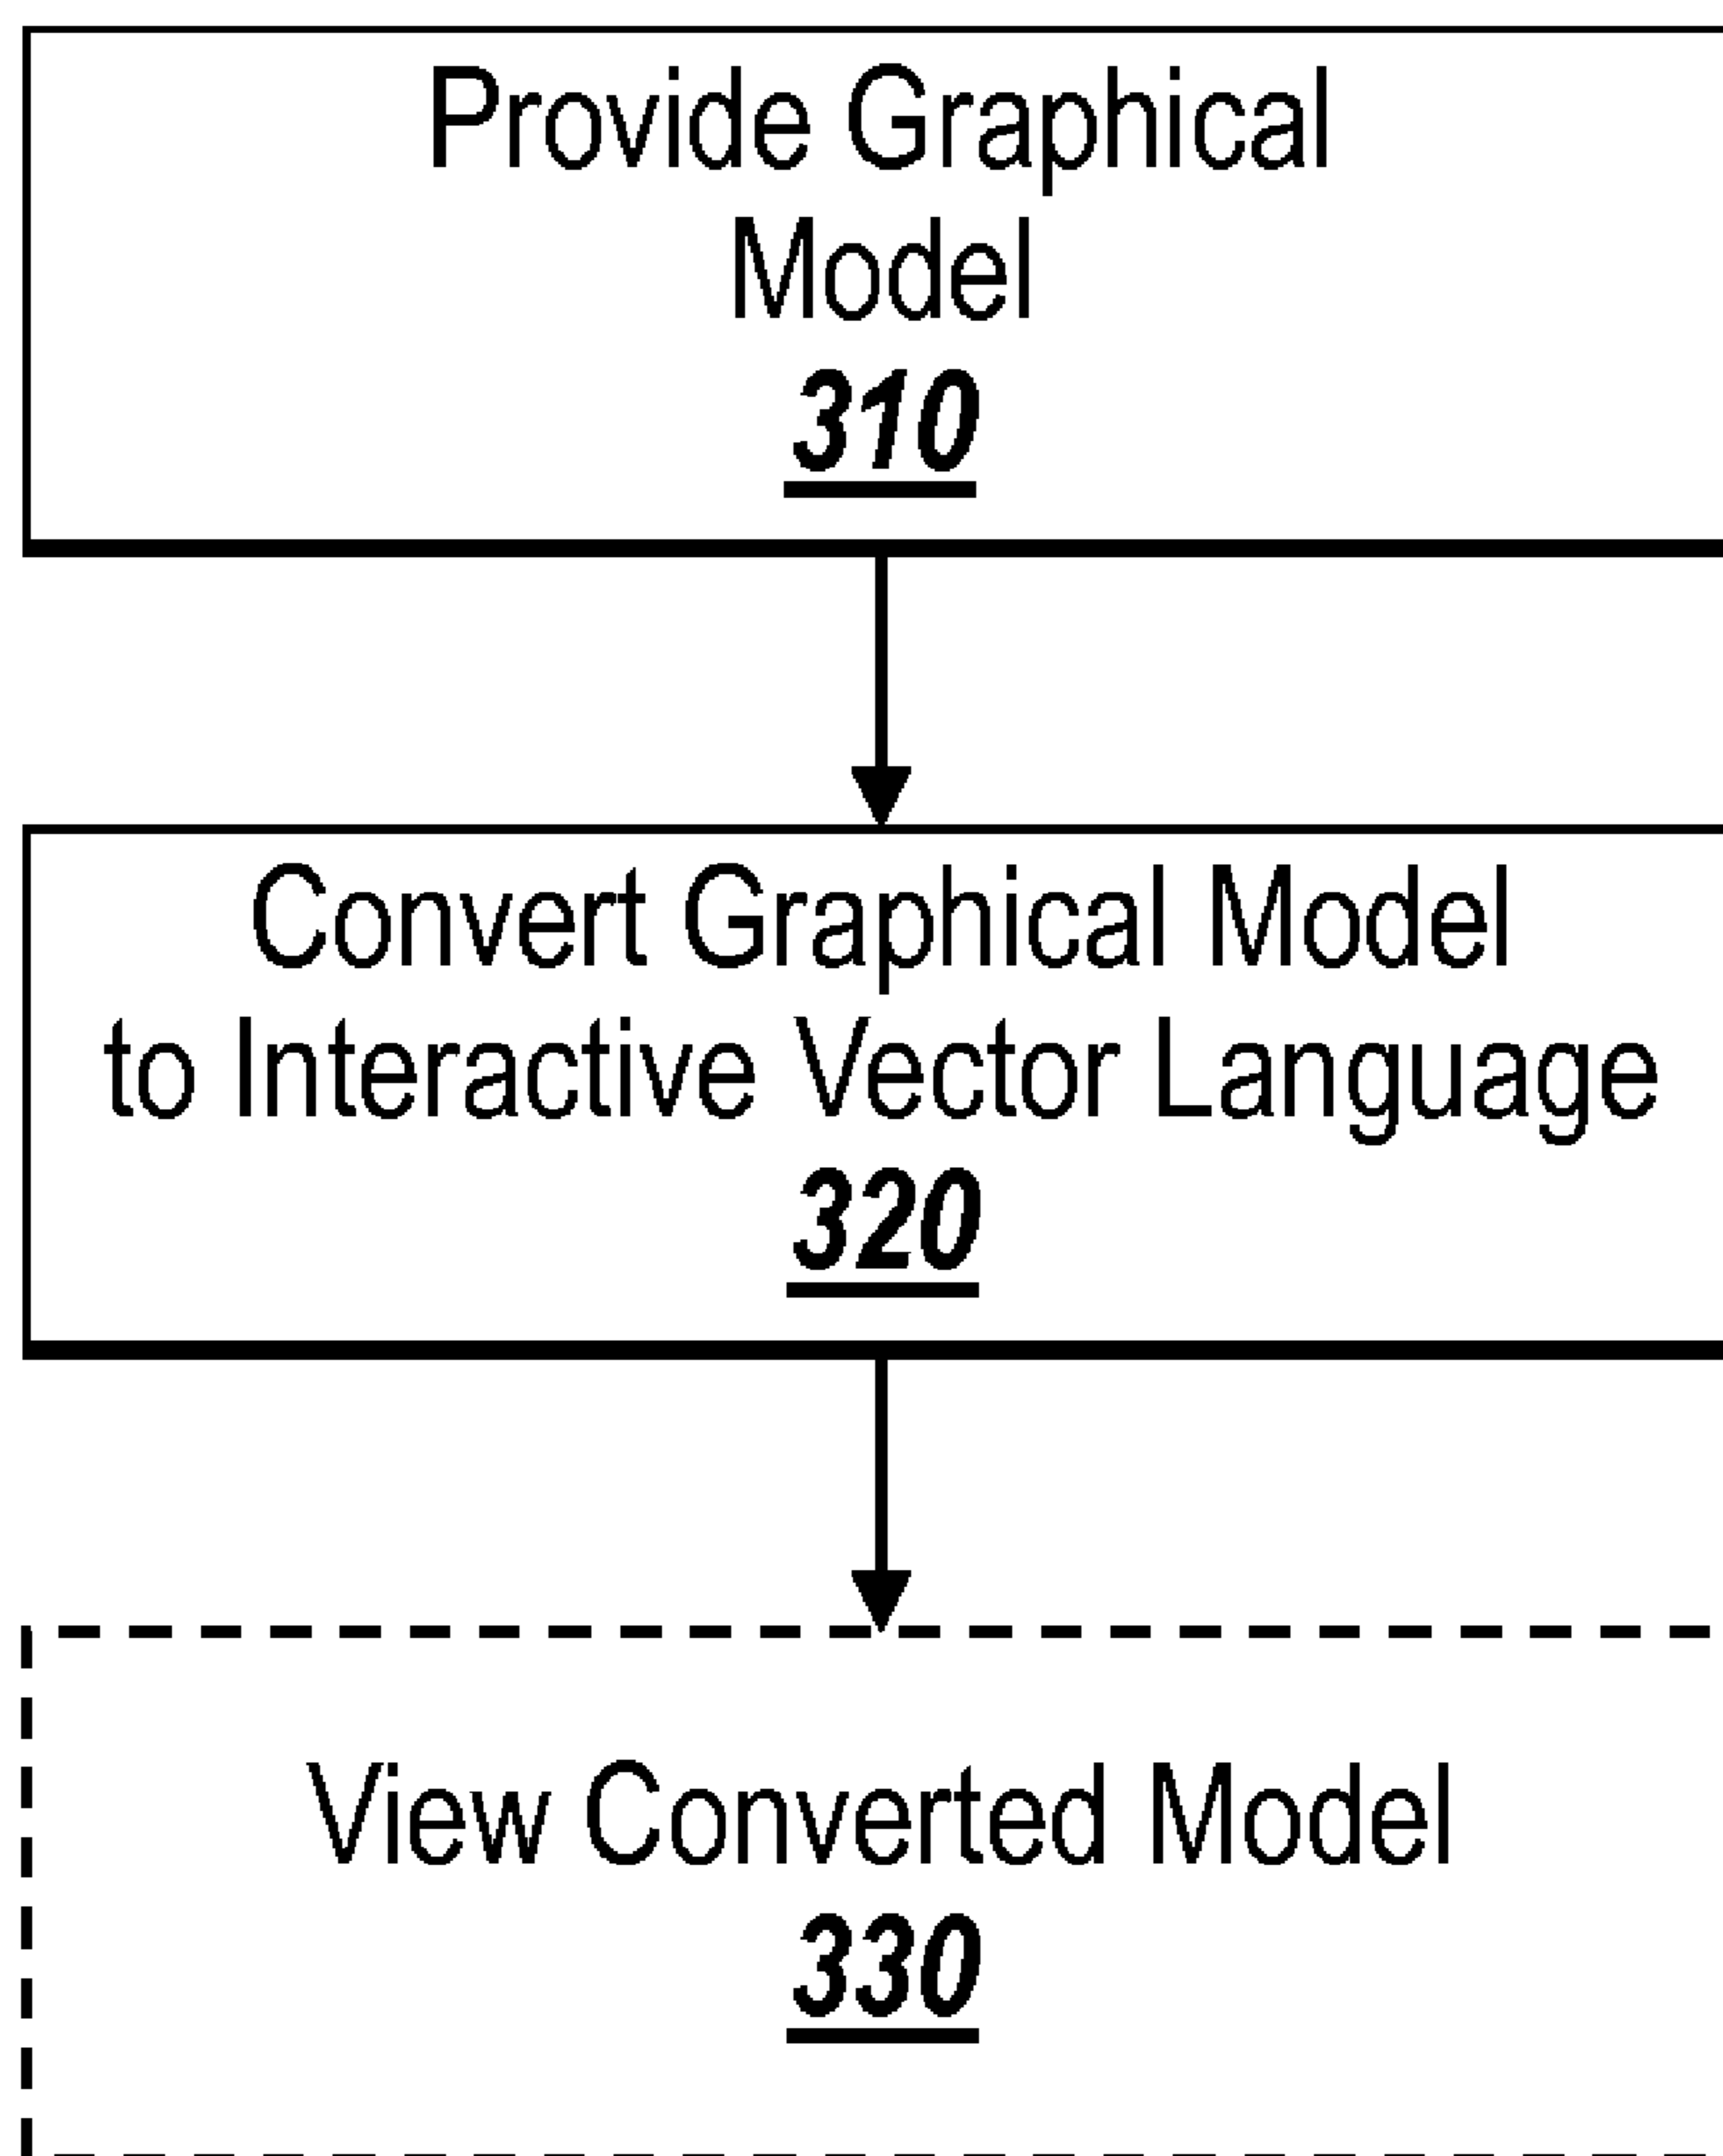 Provide Graphical
Model
310
Convert Graphical Model
to Interactive Vector Language
320
View Converted Model
330